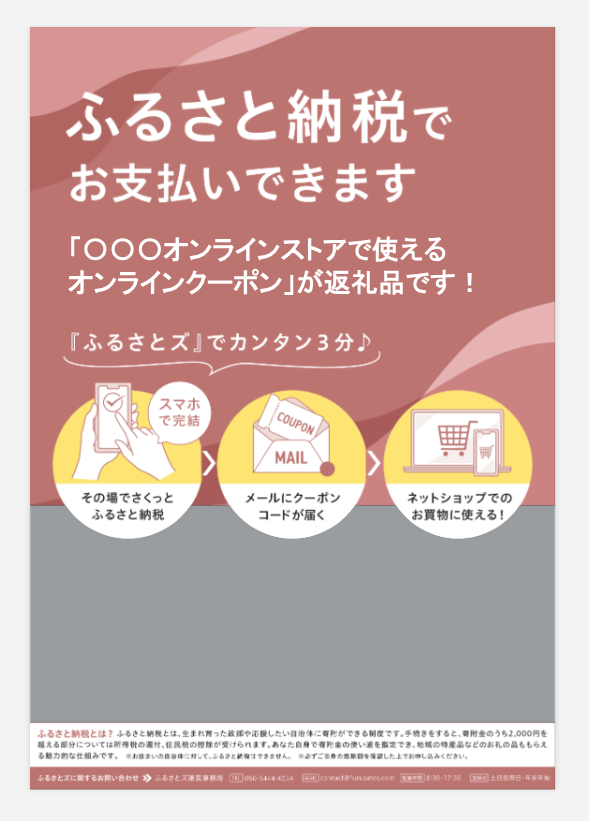 ふるさと納税で
お支払いできます
「〇〇〇オンラインストアで使える
オンラインクーポン」が返礼品です！
『ふるさとズ』でカンタン3分♪
スマホ
で完結
COUPON
MAIL
その場でさくっと
ふるさと納税
メールにクーポン
コードが届く
ネットショップでの
お買物に使える！
ふるさと納税とは？ ふるさと納税とは、生まれ育った故郷や応援したい自治体に寄附ができる制度です。手続きをすると、寄附金のうち2,000円を
超える部分については所得税の還付、住民税の控除が受けられます。あなた自身で寄附金の使い道を指定でき、地域の特産品などのお礼の品ももらえ
る魅力的な仕組みです。 ※お住まいの自治体に対して、ふるさと納税はできません。 ※必ずご自身の控除額を確認した上でお申し込みください。
ふるさとズに関するお問い合わせ ふるさとズ運営事務局 TEL 050-5444-4034 MAIL 営業時間 8:30-17:30 定休日 土日祝祭日・年末年始